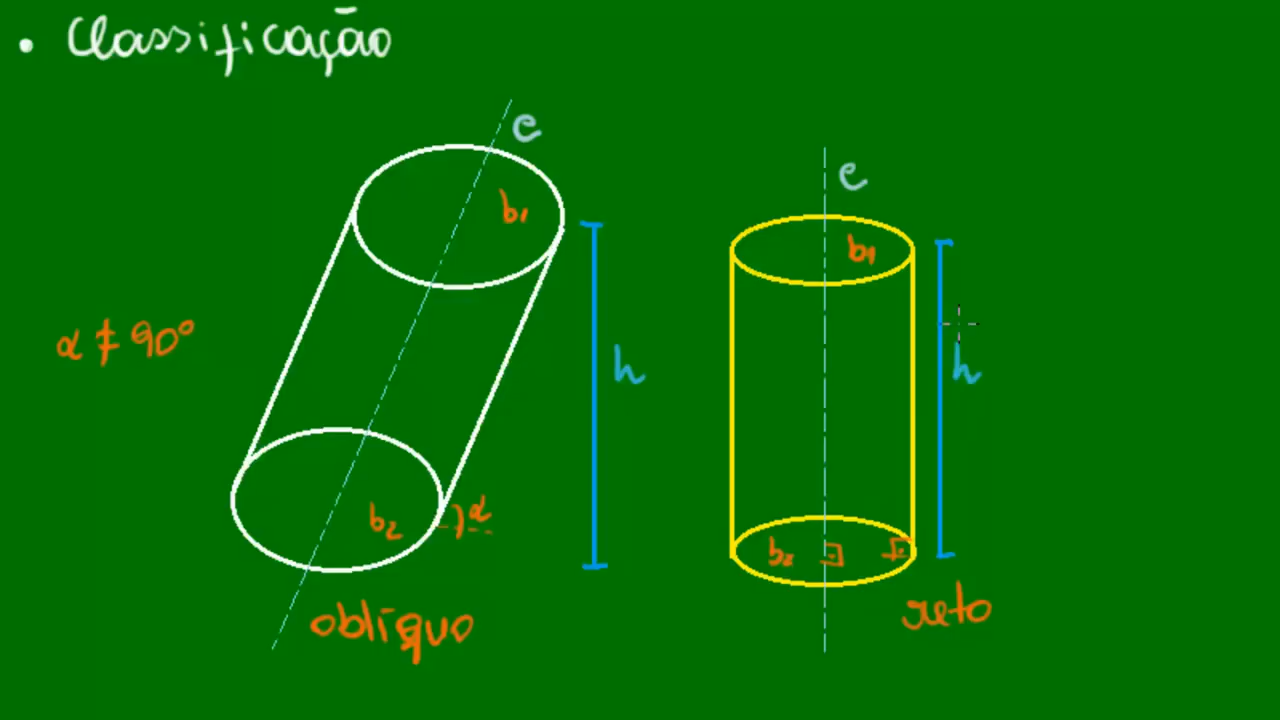 • Classificação
e
b1
h
α ≠ 90°
b2
α
oblíquo
e
b1
h
b2
reto